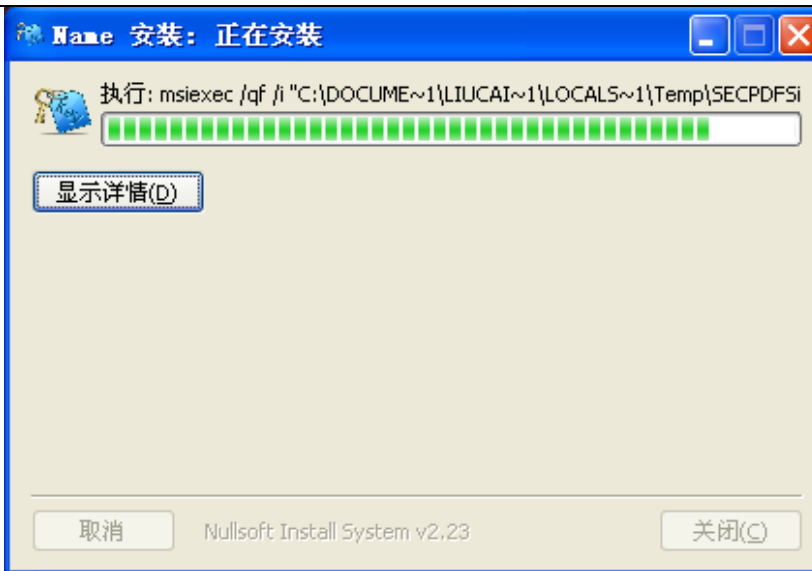 Name 安装: 正在安装
执行: msiexec /qf /i "C:\DOCUME~1\LIUCAI~1\LOCALS~1\Temp\SECPDFSi
显示详情(D)
取消 Nullsoft Install System v2.23 关闭(C)